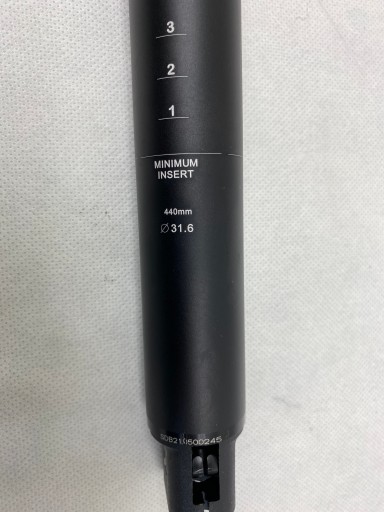 3
2
1
MINIMUM
INSERT
440mm
Ø31.6